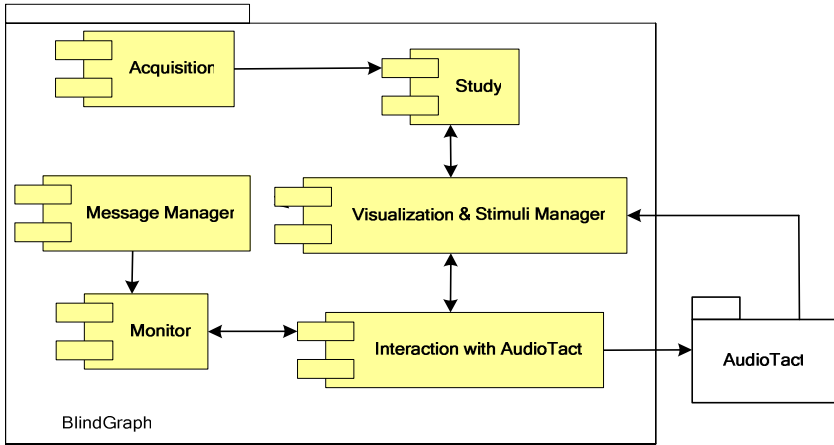 Acquisition
Study
Message Manager
Visualization & Stimuli Manager
Monitor
Interaction with AudioTact
AudioTact
BlindGraph